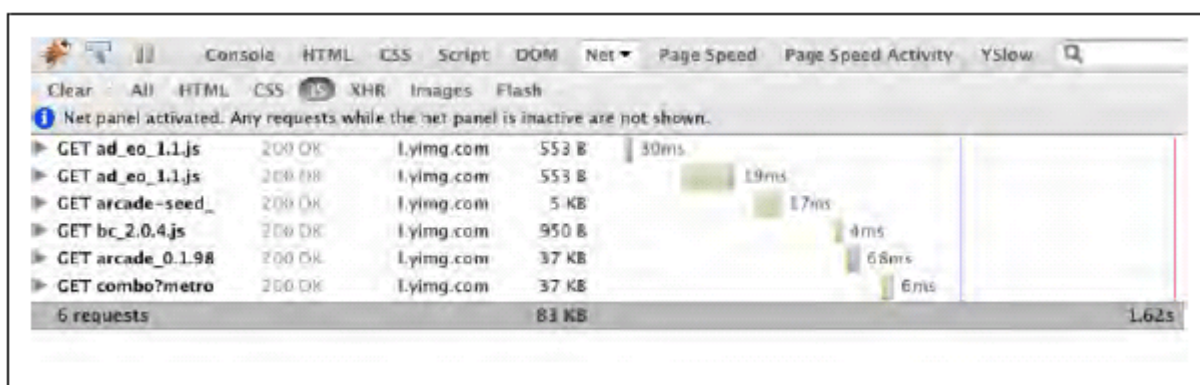 Console HTML CSS Script DOM Net Page Speed Page Speed Activity YSlow
Clear All HTML CSS JS XHR Images Flash
Net panel activated. Any requests while the net panel is inactive are not shown.
GET ad_eo_1.1.js 200 OK l.yimg.com 553 B 30ms
GET ad_eo_1.1.js 200 OK l.yimg.com 553 B 19ms
GET arcade-seed_ 200 OK l.yimg.com 5 KB 17ms
GET bc_2.0.4.js 200 OK l.yimg.com 950 B 4ms
GET arcade_0.1.98 200 OK l.yimg.com 37 KB 68ms
GET combo?metro 200 OK l.yimg.com 37 KB 6ms
6 requests 83 KB 1.62s